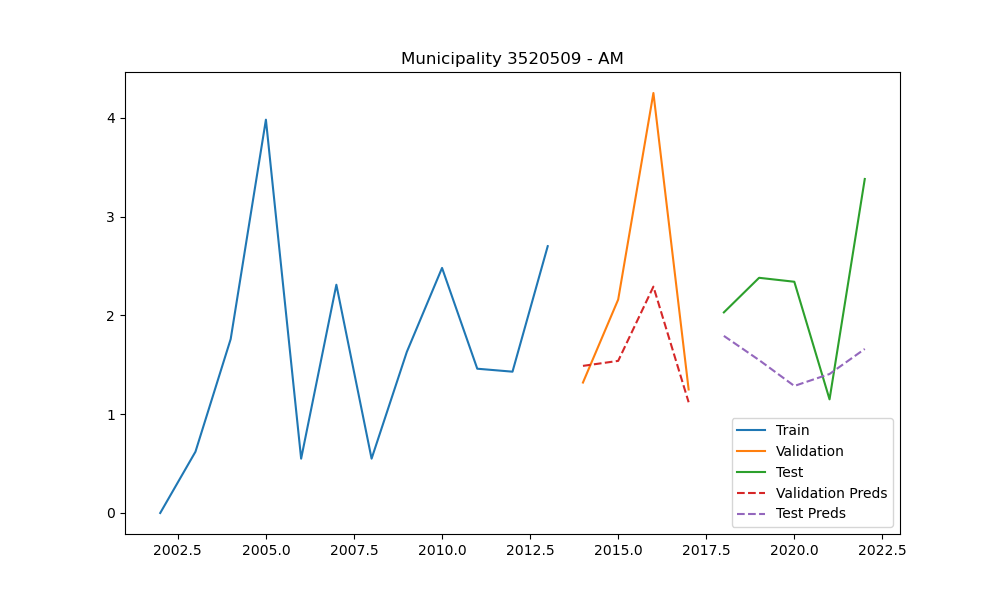 Municipality 3520509 - AM
4
3
2
1
0
2002.5 2005.0 2007.5 2010.0 2012.5 2015.0 2017.5 2020.0 2022.5
Train
Validation
Test
Validation Preds
Test Preds